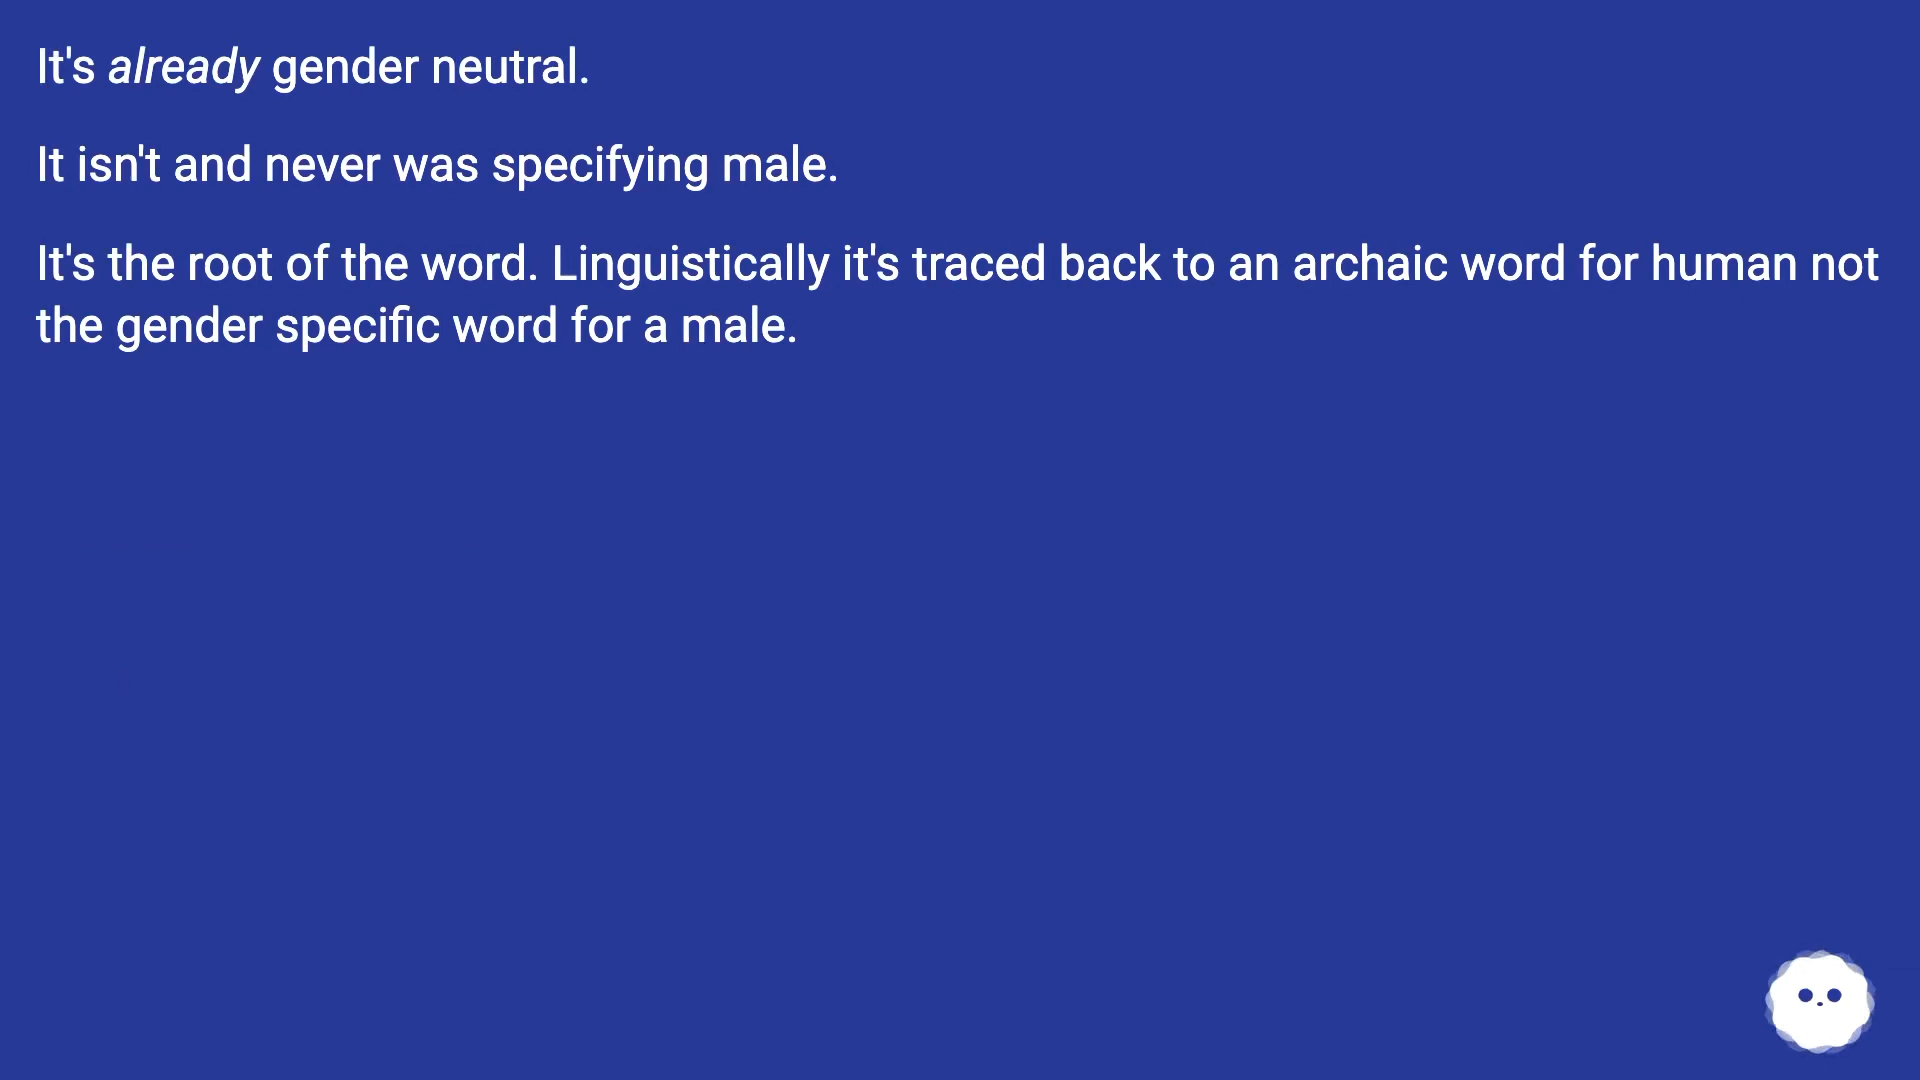 It's already gender neutral.
It isn't and never was specifying male.
It's the root of the word. Linguistically it's traced back to an archaic word for human not
the gender specific word for a male.